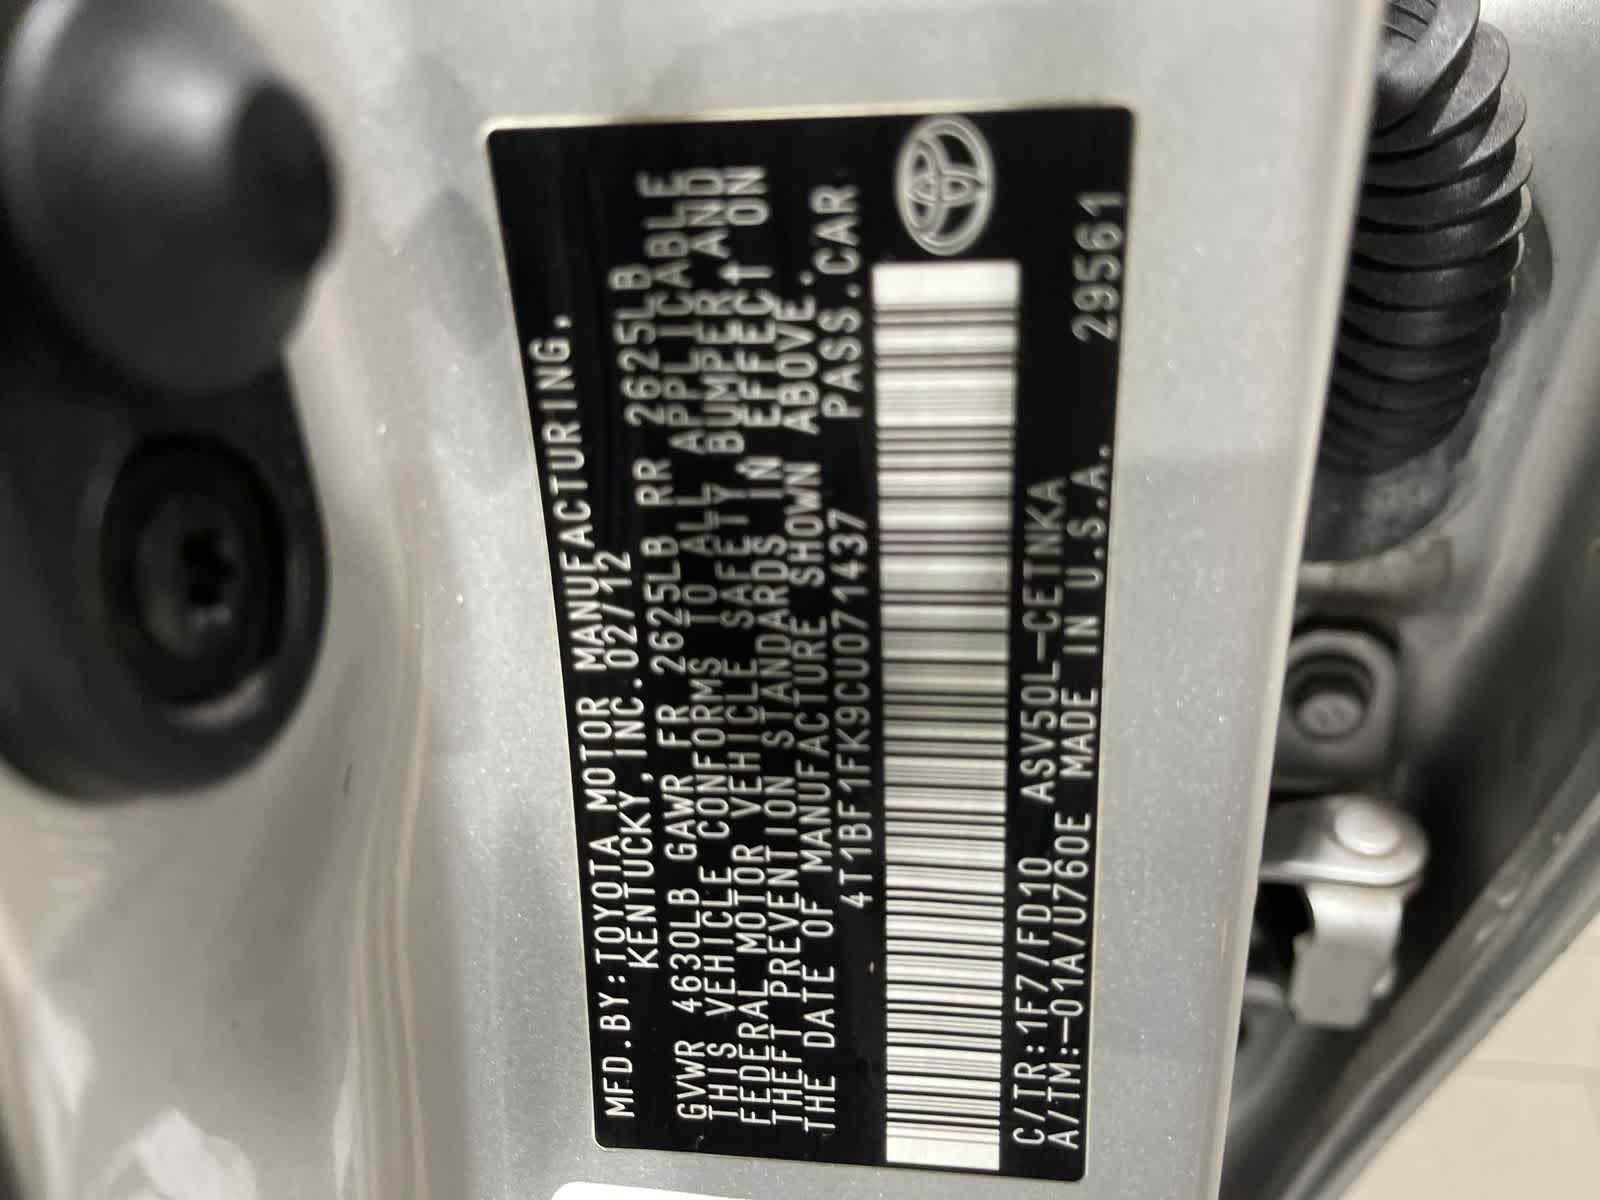 MFD.BY:TOYOTA MOTOR MANUFACTURING.
KENTUCKY,INC.02/12
GVWR 4630LB GAWR FR 2625LB RR 2625LB
THIS VEHICLE CONFORMS TO ALL APPLICABLE
FEDERAL MOTOR VEHICLE SAFETY BUMPER AND
THEFT PREVENTION STANDARDS IN EFFECT ON
THE DATE OF MANUFACTURE SHOWN ABOVE.
4T1BF1FK9CU071437 PASS.CAR
C/TR:1F7/FD10 ASV50L-CETNKA 29561
A/TM:-01A/U760E MADE IN U.S.A.